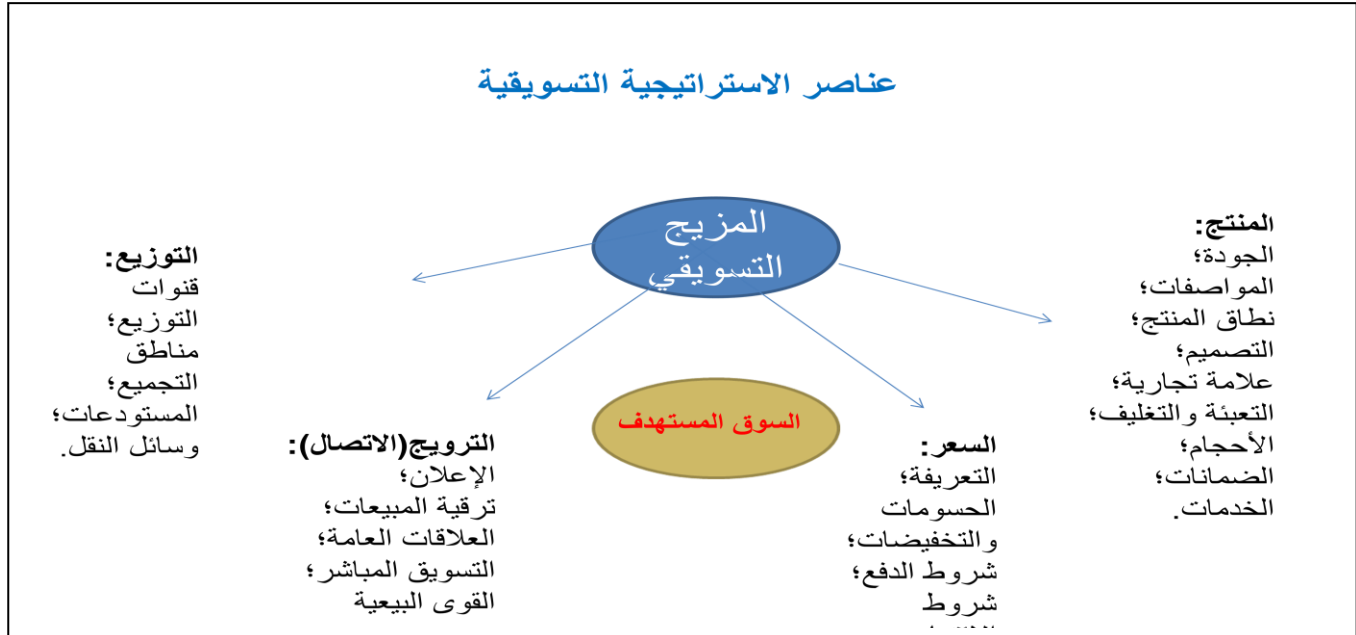 عناصر الاستراتيجية التسويقية
المزيج
التسويقي
المنتج:
الجودة؛
المواصفات؛
نطاق المنتج؛
التصميم؛
علامة تجارية؛
التعبئة والتغليف؛
الأحجام؛
الضمانات؛
الخدمات.
السوق المستهدف
السعر:
التعريفة؛
الحسومات
والتخفيضات؛
شروط الدفع؛
شروط
الترويج(الاتصال):
الإعلان؛
ترقية المبيعات؛
العلاقات العامة؛
التسويق المباشر؛
القوى البيعية
التوزيع:
قنوات
التوزيع؛
مناطق
التجميع؛
المستودعات؛
وسائل النقل.